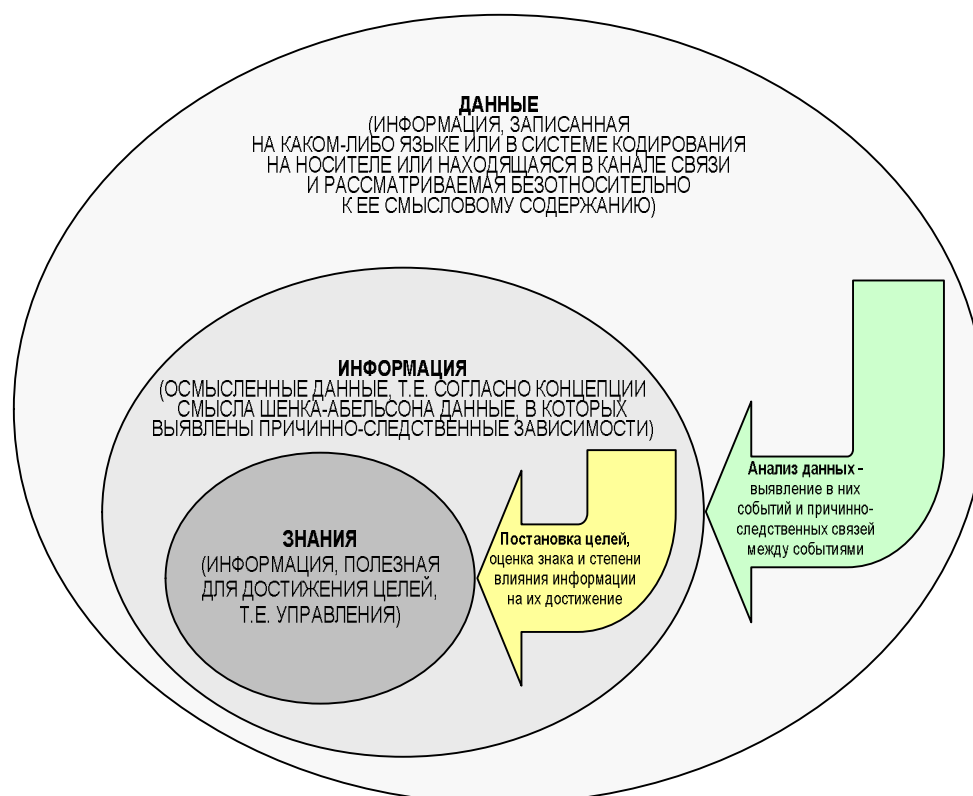 ДАННЫЕ
(ИНФОРМАЦИЯ, ЗАПИСАННАЯ
НА КАКОМ-ЛИБО ЯЗЫКЕ ИЛИ В СИСТЕМЕ КОДИРОВАНИЯ
НА НОСИТЕЛЕ ИЛИ НАХОДЯЩАЯСЯ В КАНАЛЕ СВЯЗИ
И РАССМАТРИВАЕМАЯ БЕЗОТНОСИТЕЛЬНО
К ЕЕ СМЫСЛОВОМУ СОДЕРЖАНИЮ)
ИНФОРМАЦИЯ
(ОСМЫСЛЕННЫЕ ДАННЫЕ, Т.Е. СОГЛАСНО КОНЦЕПЦИИ
СМЫСЛА ШЕНКА-АБЕЛЬСОНА ДАННЫЕ, В КОТОРЫХ
ВЫЯВЛЕНЫ ПРИЧИННО-СЛЕДСТВЕННЫЕ ЗАВИСИМОСТИ)
Анализ данных -
выявление в них
событий и причинно-
следственных связей
между событиями
Постановка целей,
оценка знака и степени
влияния информации
на их достижение
ЗНАНИЯ
(ИНФОРМАЦИЯ, ПОЛЕЗНАЯ
ДЛЯ ДОСТИЖЕНИЯ ЦЕЛЕЙ,
Т.Е. УПРАВЛЕНИЯ)